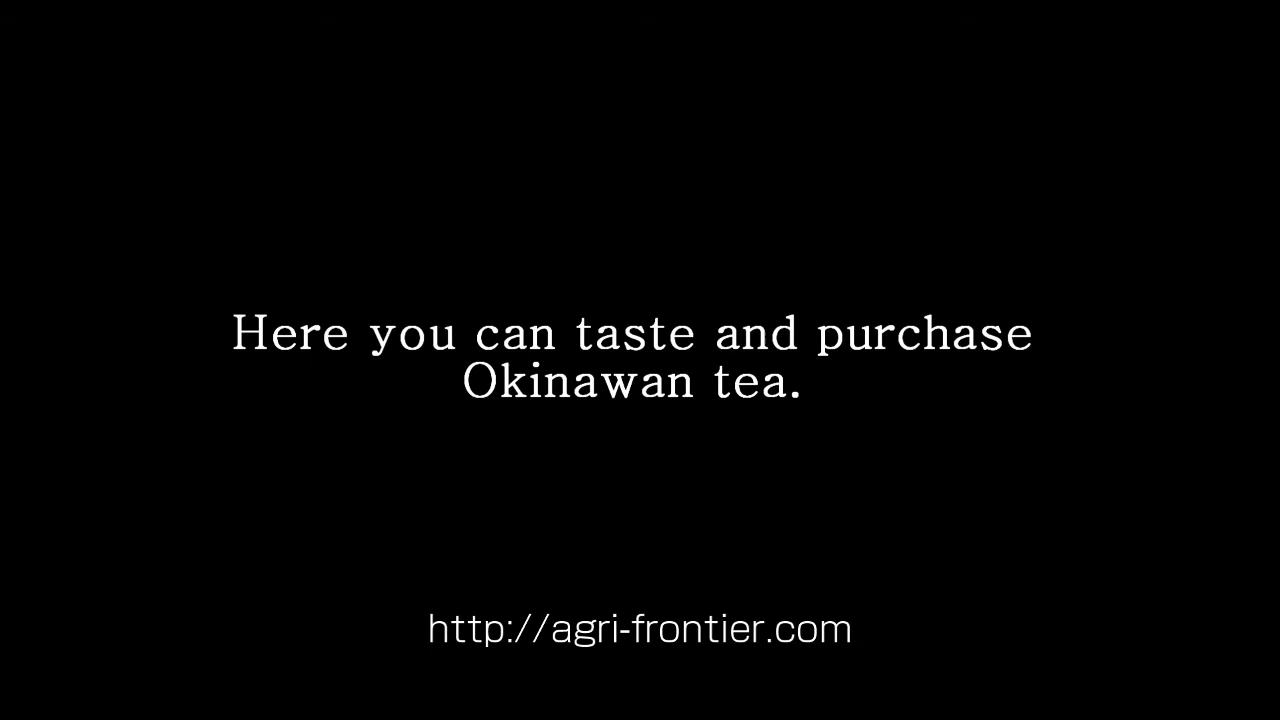 Here you can taste and purchase
Okinawan tea.
http://agri-frontier.com